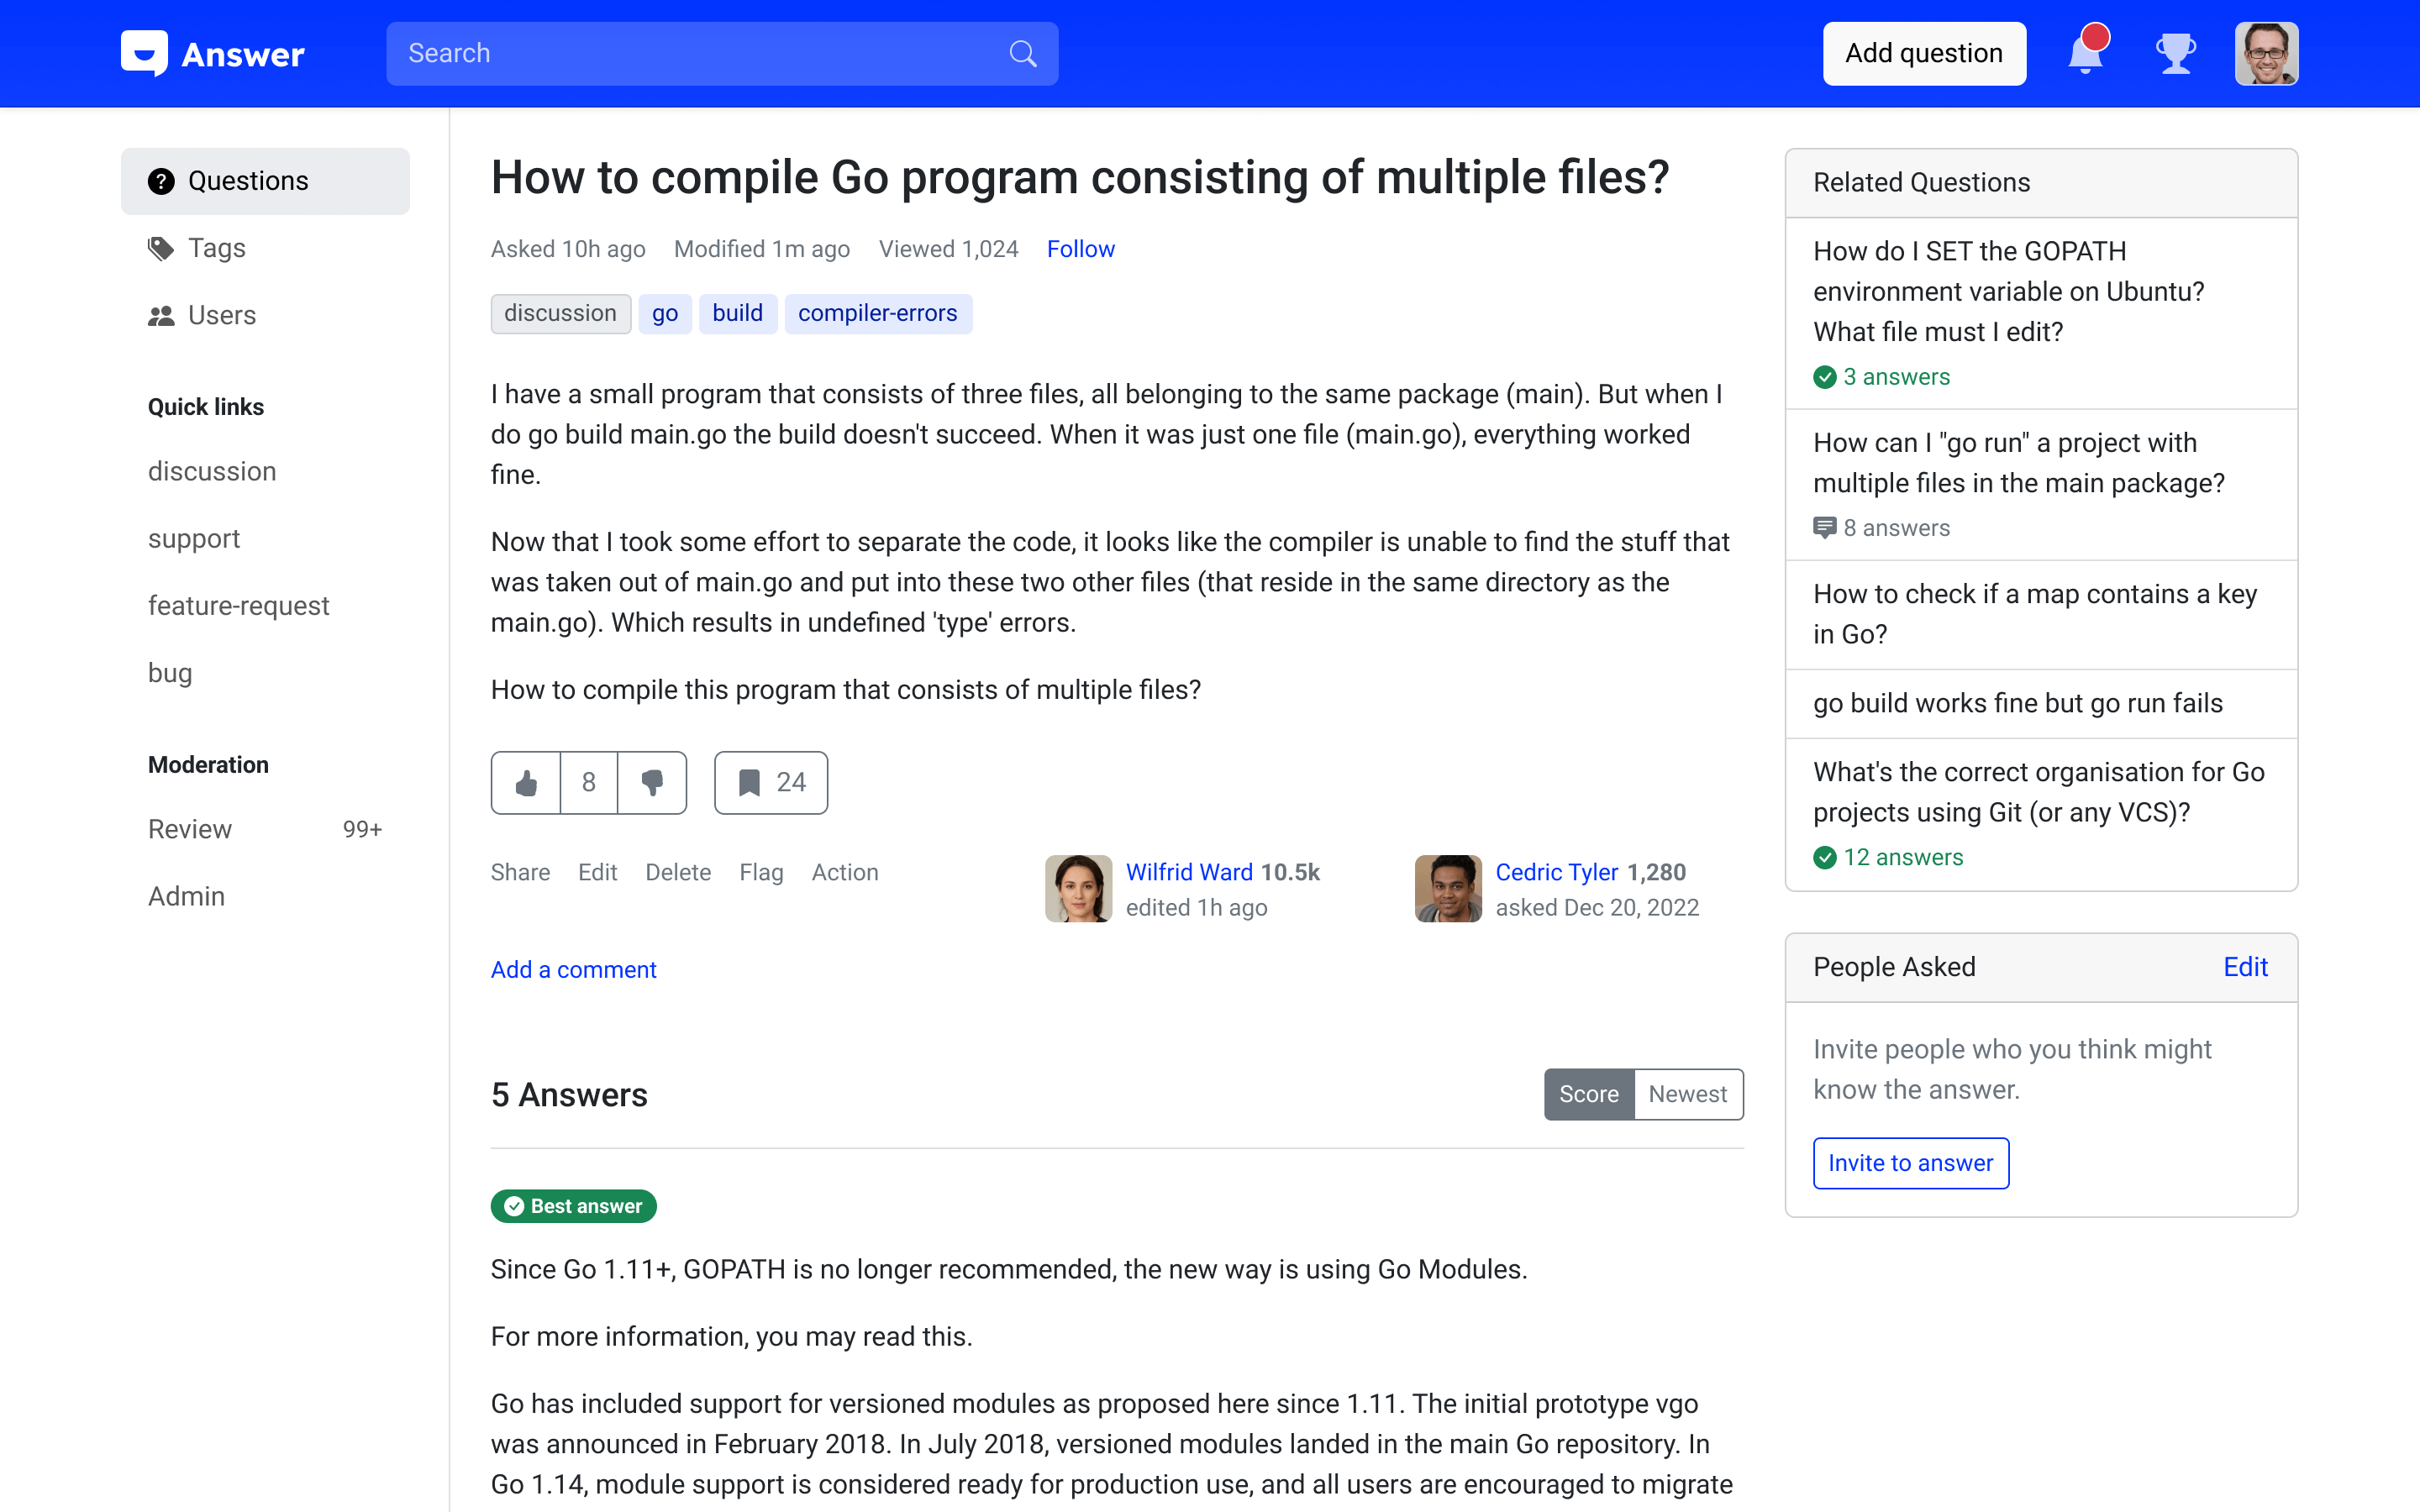 Answer
Search
Add question
Questions
Tags
Users
Quick links
discussion
support
feature-request
bug
Moderation
Review 99+
Admin
How to compile Go program consisting of multiple files?
Asked 10h ago Modified 1m ago Viewed 1,024 Follow
discussion go build compiler-errors
I have a small program that consists of three files, all belonging to the same package (main). But when I
do go build main.go the build doesn't succeed. When it was just one file (main.go), everything worked
fine.
Now that I took some effort to separate the code, it looks like the compiler is unable to find the stuff that
was taken out of main.go and put into these two other files (that reside in the same directory as the
main.go). Which results in undefined 'type' errors.
How to compile this program that consists of multiple files?
8 24
Share Edit Delete Flag Action
Wilfrid Ward 10.5k
edited 1h ago
Cedric Tyler 1,280
asked Dec 20, 2022
Add a comment
5 Answers
Score Newest
Best answer
Since Go 1.11+, GOPATH is no longer recommended, the new way is using Go Modules.
For more information, you may read this.
Go has included support for versioned modules as proposed here since 1.11. The initial prototype vgo
was announced in February 2018. In July 2018, versioned modules landed in the main Go repository. In
Go 1.14, module support is considered ready for production use, and all users are encouraged to migrate
Related Questions
How do I SET the GOPATH
environment variable on Ubuntu?
What file must I edit?
3 answers
How can I "go run" a project with
multiple files in the main package?
8 answers
How to check if a map contains a key
in Go?
go build works fine but go run fails
What's the correct organisation for Go
projects using Git (or any VCS)?
12 answers
People Asked Edit
Invite people who you think might
know the answer.
Invite to answer